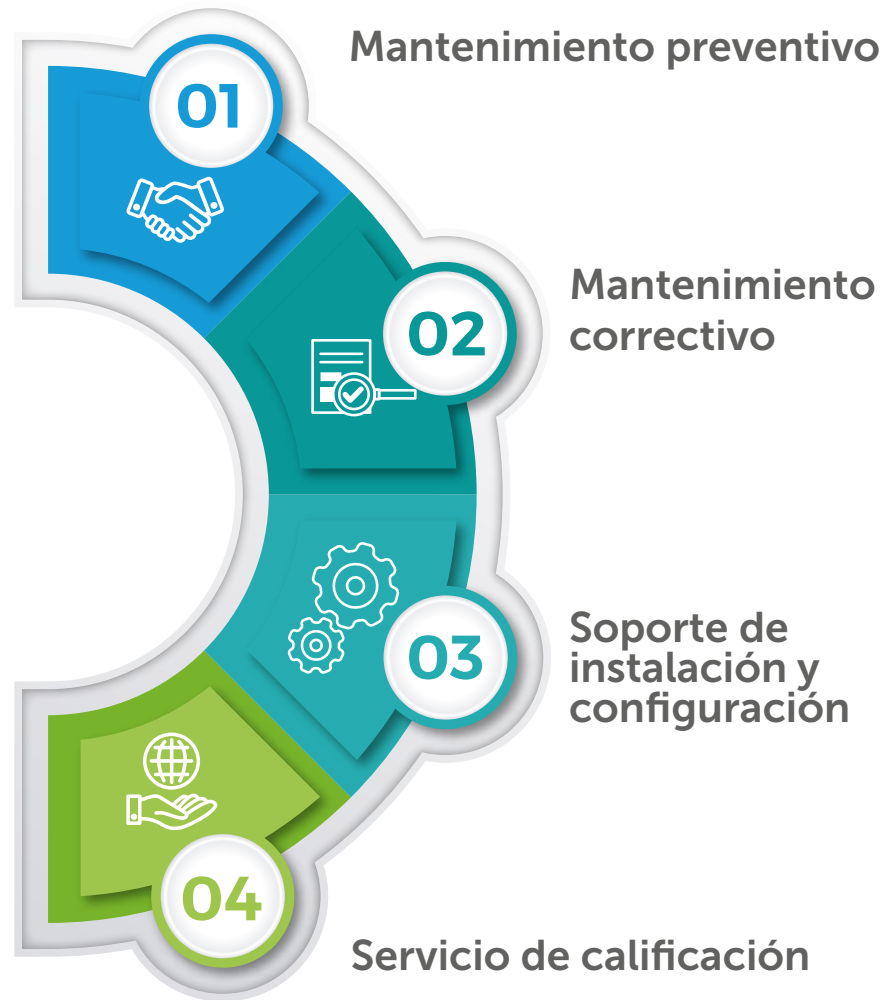 01
Mantenimiento preventivo
02
Mantenimiento
correctivo
03
Soporte de
instalación y
configuración
04
Servicio de calificación